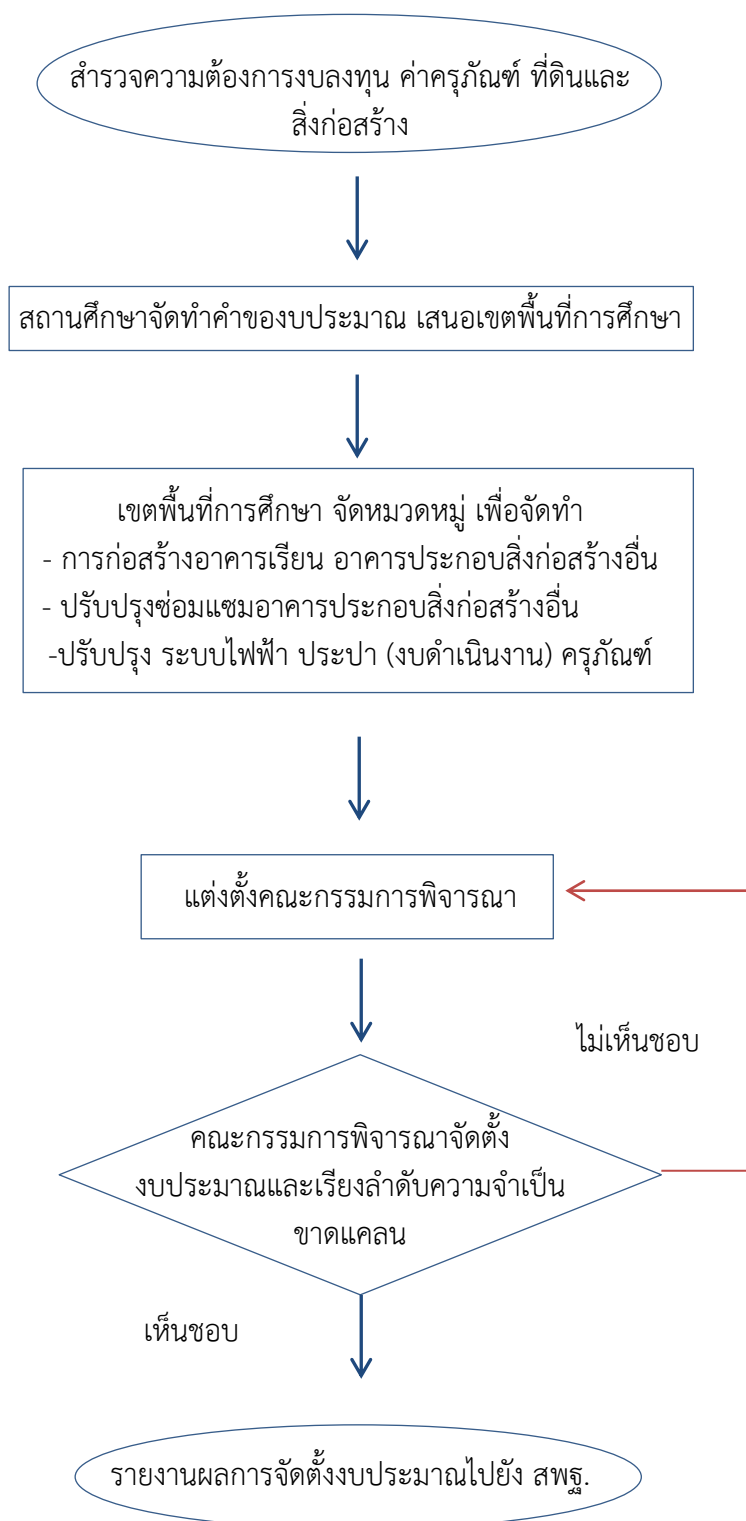 สำรวจความต้องการงบลงทุน ค่าครุภัณฑ์ ที่ดินและ
สิ่งก่อสร้าง
สถานศึกษาจัดทำคำของบประมาณ เสนอเขตพื้นที่การศึกษา
เขตพื้นที่การศึกษา จัดหมวดหมู่ เพื่อจัดทำ
- การก่อสร้างอาคารเรียน อาคารประกอบสิ่งก่อสร้างอื่น
- ปรับปรุงซ่อมแซมอาคารประกอบสิ่งก่อสร้างอื่น
-ปรับปรุง ระบบไฟฟ้า ประปา (งบดำเนินงาน) ครุภัณฑ์
แต่งตั้งคณะกรรมการพิจารณา
ไม่เห็นชอบ
คณะกรรมการพิจารณาจัดตั้ง
งบประมาณและเรียงลำดับความจำเป็น
ขาดแคลน
เห็นชอบ
รายงานผลการจัดตั้งงบประมาณไปยัง สพฐ.